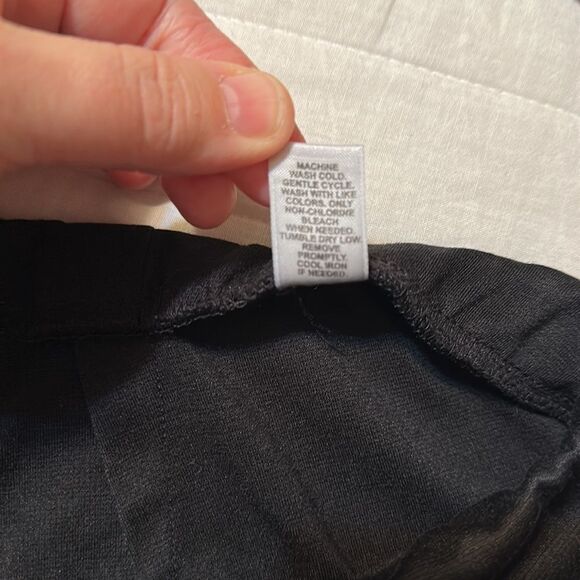 MACHINE
WASH COLD.
GENTLE CYCLE.
WASH WITH LIKE
COLORS. ONLY
NON-CHLORINE
BLEACH
WHEN NEEDED.
TUMBLE DRY LOW.
REMOVE
PROMPTLY.
COOL IRON
IF NEEDED.